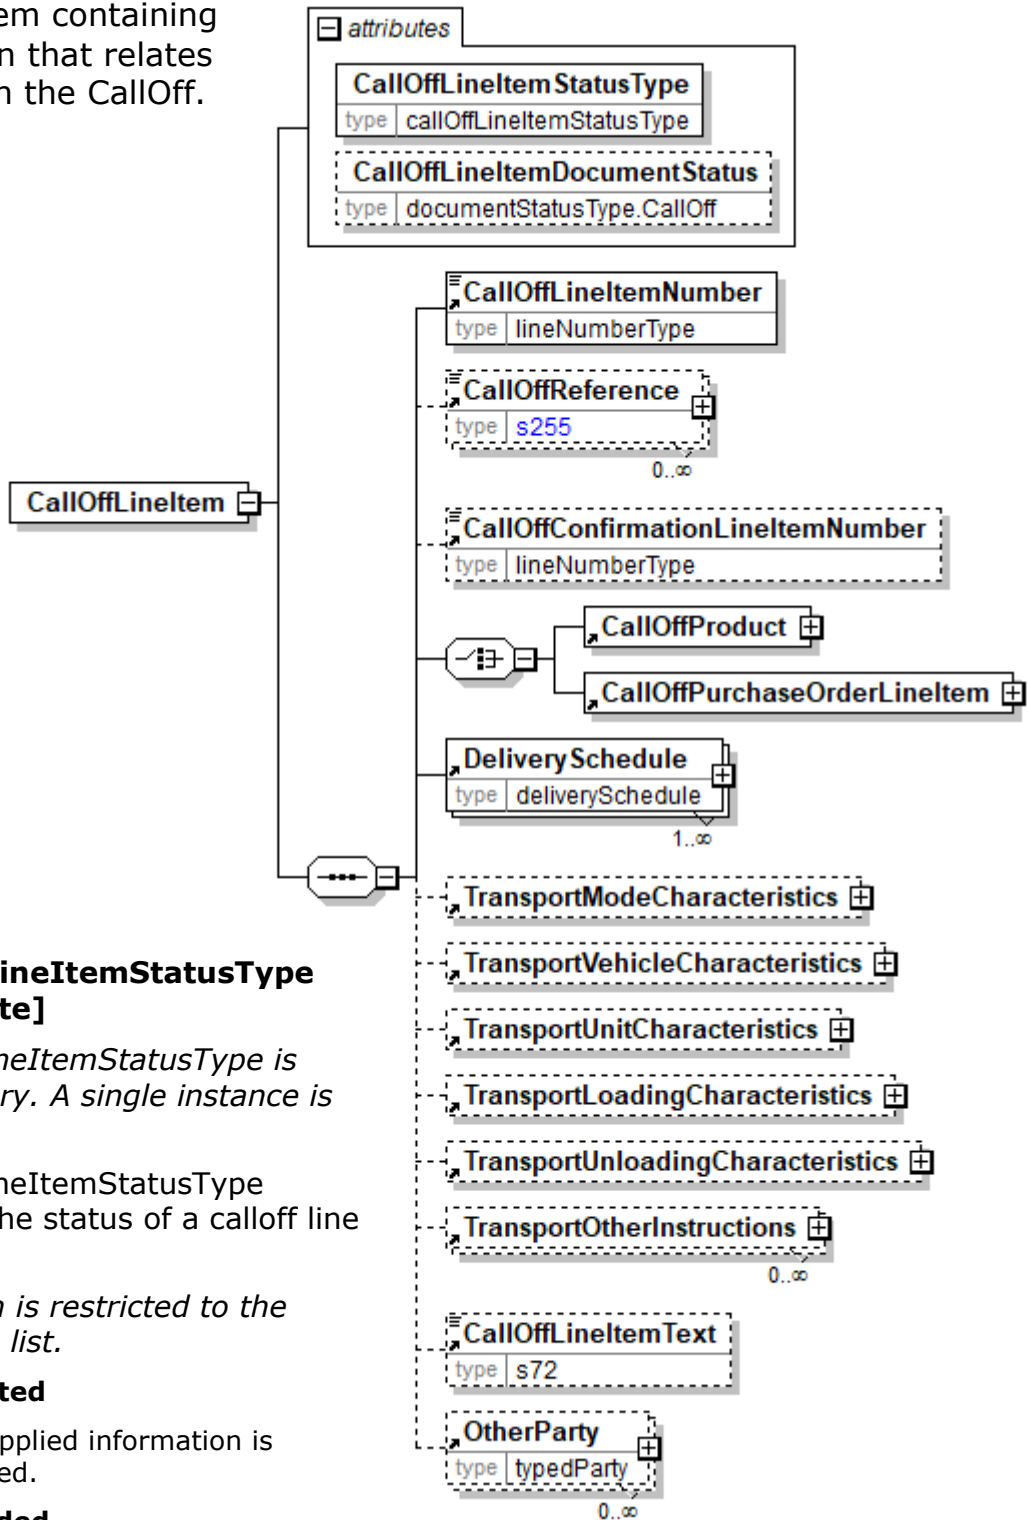 em containing
n that relates
n the CallOff.
attributes
CallOffLineItemStatusType
type callOffLineItemStatusType
CallOffLineItemDocumentStatus
type documentStatusType.CallOff
CallOffLineItemNumber
type lineNumberType
CallOffReference
type s255
0..∞
CallOffLineItem
CallOffConfirmationLineItemNumber
type lineNumberType
CallOffProduct
CallOffPurchaseOrderLineItem
DeliverySchedule
type deliverySchedule
1..∞
TransportModeCharacteristics
TransportVehicleCharacteristics
TransportUnitCharacteristics
TransportLoadingCharacteristics
TransportUnloadingCharacteristics
TransportOtherInstructions
0..∞
CallOffLineItemText
type s72
OtherParty
type typedParty
0..∞
ineItemStatusType
te]
neItemStatusType is
ry. A single instance is
neItemStatusType
he status of a calloff line
n is restricted to the
list.
ted
pplied information is
ed.